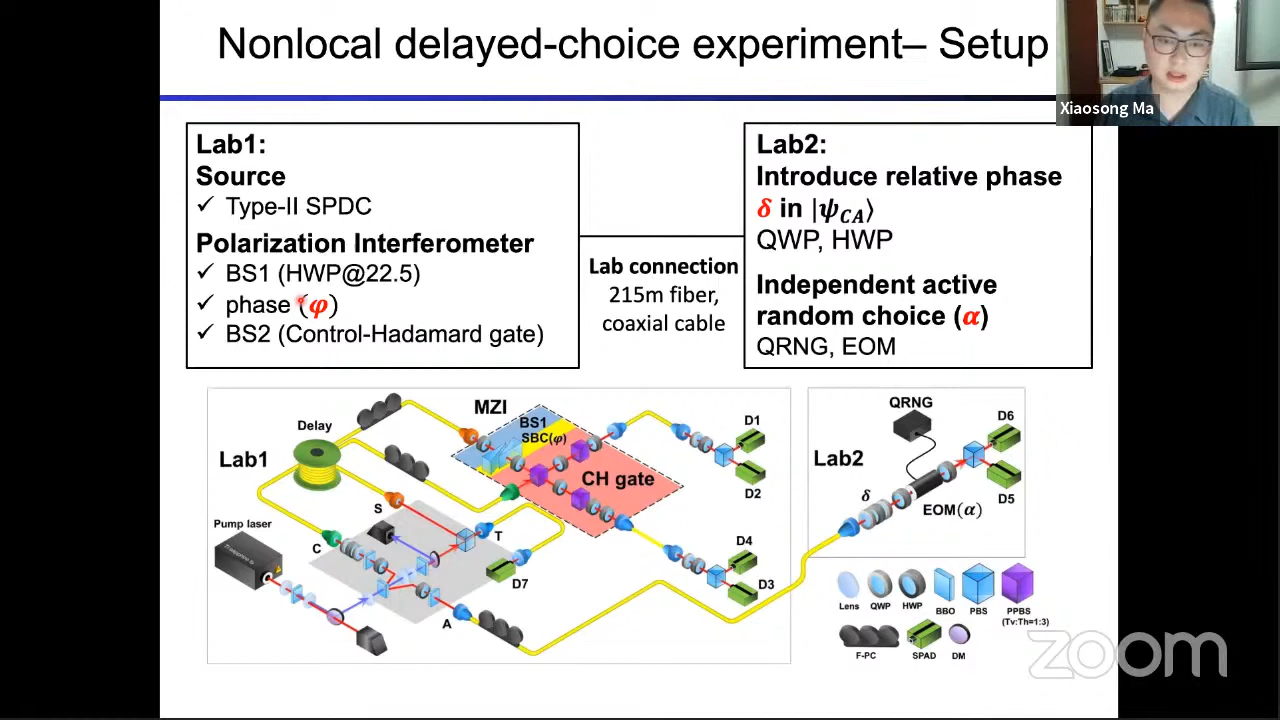 Nonlocal delayed-choice experiment– Setup
Xiaosong Ma
Lab1:
Source
✓ Type-II SPDC
Polarization Interferometer
✓ BS1 (HWP@22.5)
✓ phase (φ)
✓ BS2 (Control-Hadamard gate)
Lab connection
215m fiber,
coaxial cable
Lab2:
Introduce relative phase
δ in |ψ_CA⟩
QWP, HWP
Independent active
random choice (α)
QRNG, EOM
MZI
BS1
SBC(φ)
CH gate
Delay
Lab1
Pump laser
S
C
T
A
D7
D1
D2
D4
D3
QRNG
D6
D5
Lab2
δ
EOM(α)
Lens
QWP
HWP
BBO
PBS
PPBS
(Tv:Th=1:3)
F-PC
SPAD
DM
zoom